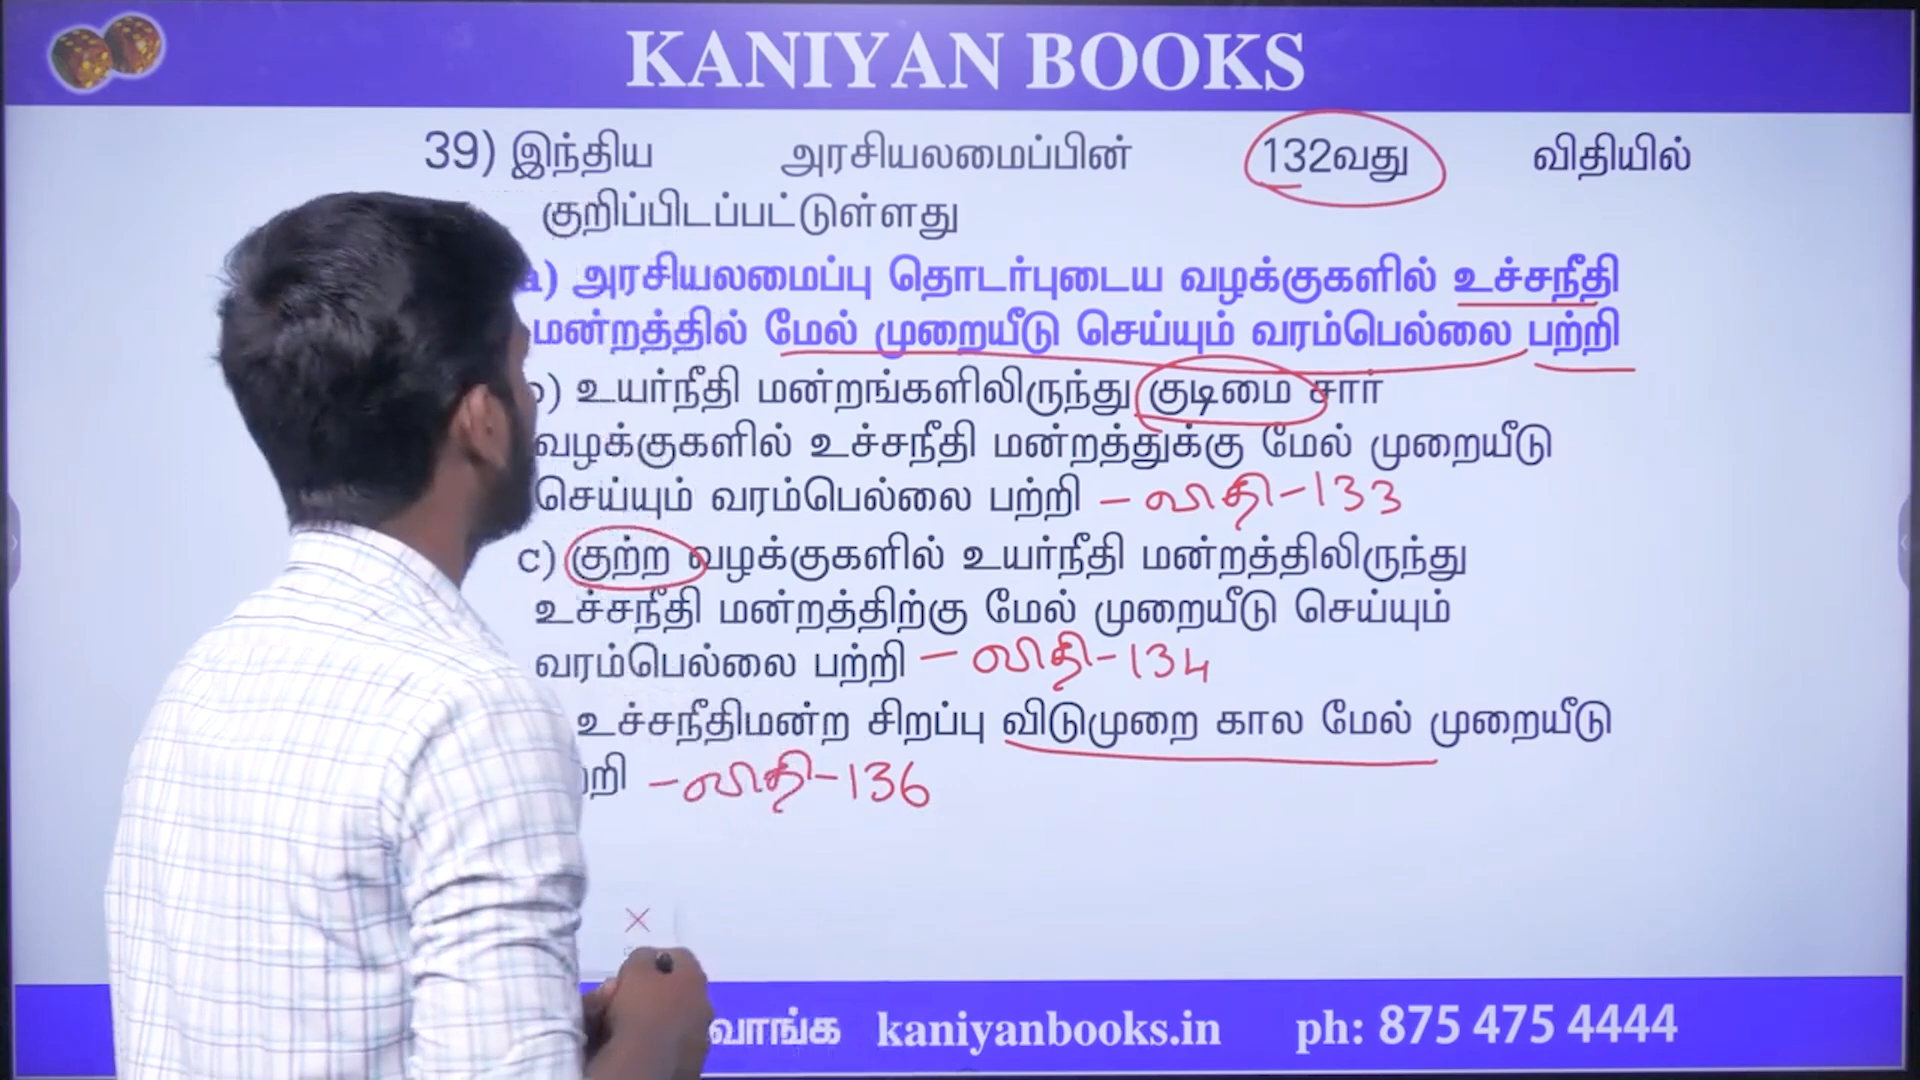 KANIYAN BOOKS
39) இந்திய அரசியலமைப்பின் 132வது விதியில்
குறிப்பிடப்பட்டுள்ளது
a) அரசியலமைப்பு தொடர்புடைய வழக்குகளில் உச்சநீதி
மன்றத்தில் மேல் முறையீடு செய்யும் வரம்பெல்லை பற்றி
b) உயர்நீதி மன்றங்களிலிருந்து குடிமை சார்
வழக்குகளில் உச்சநீதி மன்றத்துக்கு மேல் முறையீடு
செய்யும் வரம்பெல்லை பற்றி – விதி – 133
c) குற்ற வழக்குகளில் உயர்நீதி மன்றத்திலிருந்து
உச்சநீதி மன்றத்திற்கு மேல் முறையீடு செய்யும்
வரம்பெல்லை பற்றி – விதி – 134
உச்சநீதிமன்ற சிறப்பு விடுமுறை கால மேல் முறையீடு
றி – விதி – 136
வாங்க kaniyanbooks.in ph: 875 475 4444